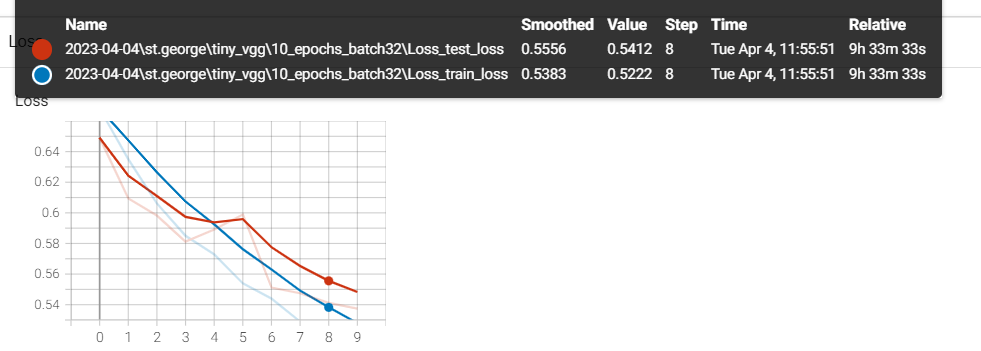 Name Smoothed Value Step Time Relative
Loss
2023-04-04\st.george\tiny_vgg\10_epochs_batch32\Loss_test_loss 0.5556 0.5412 8 Tue Apr 4, 11:55:51 9h 33m 33s
2023-04-04\st.george\tiny_vgg\10_epochs_batch32\Loss_train_loss 0.5383 0.5222 8 Tue Apr 4, 11:55:51 9h 33m 33s
Loss
0.64
0.62
0.6
0.58
0.56
0.54
0 1 2 3 4 5 6 7 8 9